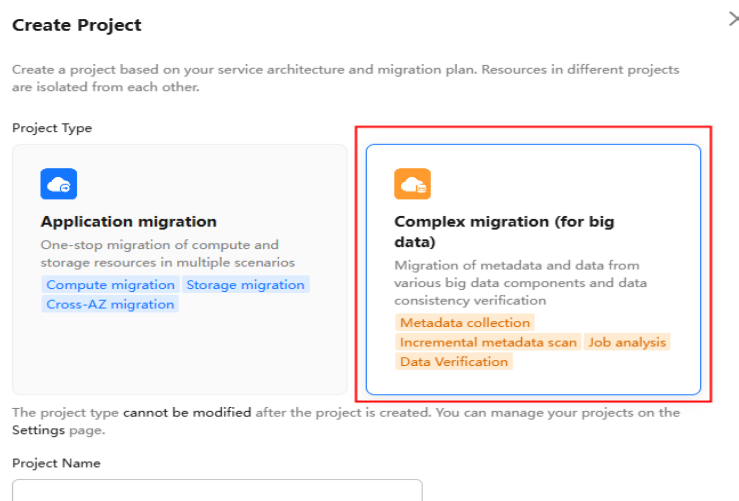 Create Project
Create a project based on your service architecture and migration plan. Resources in different projects
are isolated from each other.
Project Type
Application migration
One-stop migration of compute and
storage resources in multiple scenarios
Compute migration Storage migration
Cross-AZ migration
Complex migration (for big
data)
Migration of metadata and data from
various big data components and data
consistency verification
Metadata collection
Incremental metadata scan Job analysis
Data Verification
The project type cannot be modified after the project is created. You can manage your projects on the
Settings page.
Project Name